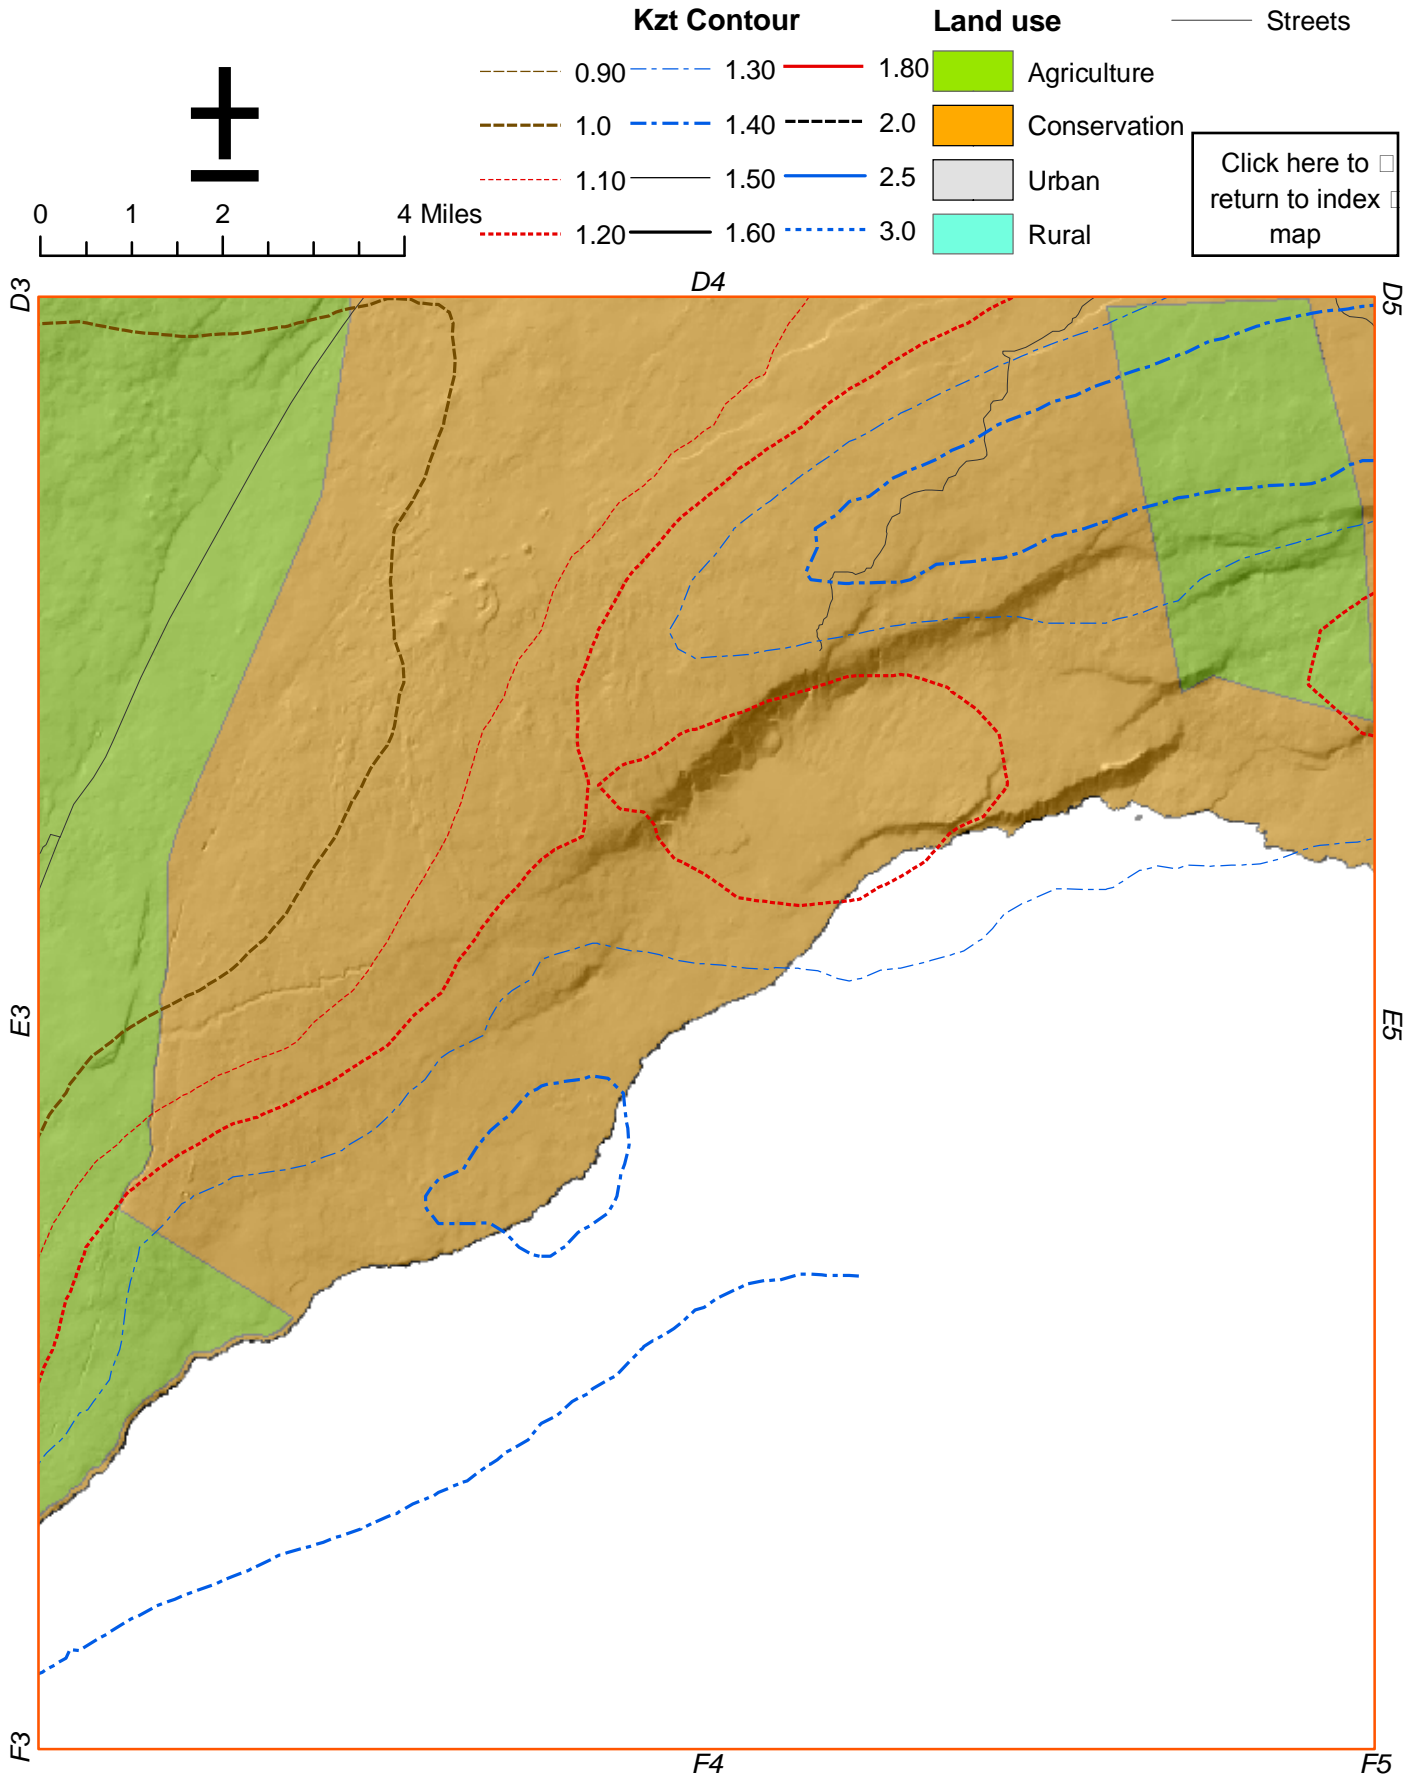 Kzt Contour
Land use
Streets
0.90
1.30
1.80
Agriculture
1.0
1.40
2.0
Conservation
1.10
1.50
2.5
Urban
1.20
1.60
3.0
Rural
Click here to
return to index
map
0 1 2 4 Miles
D3
D4
D5
E3
E5
F3
F4
F5